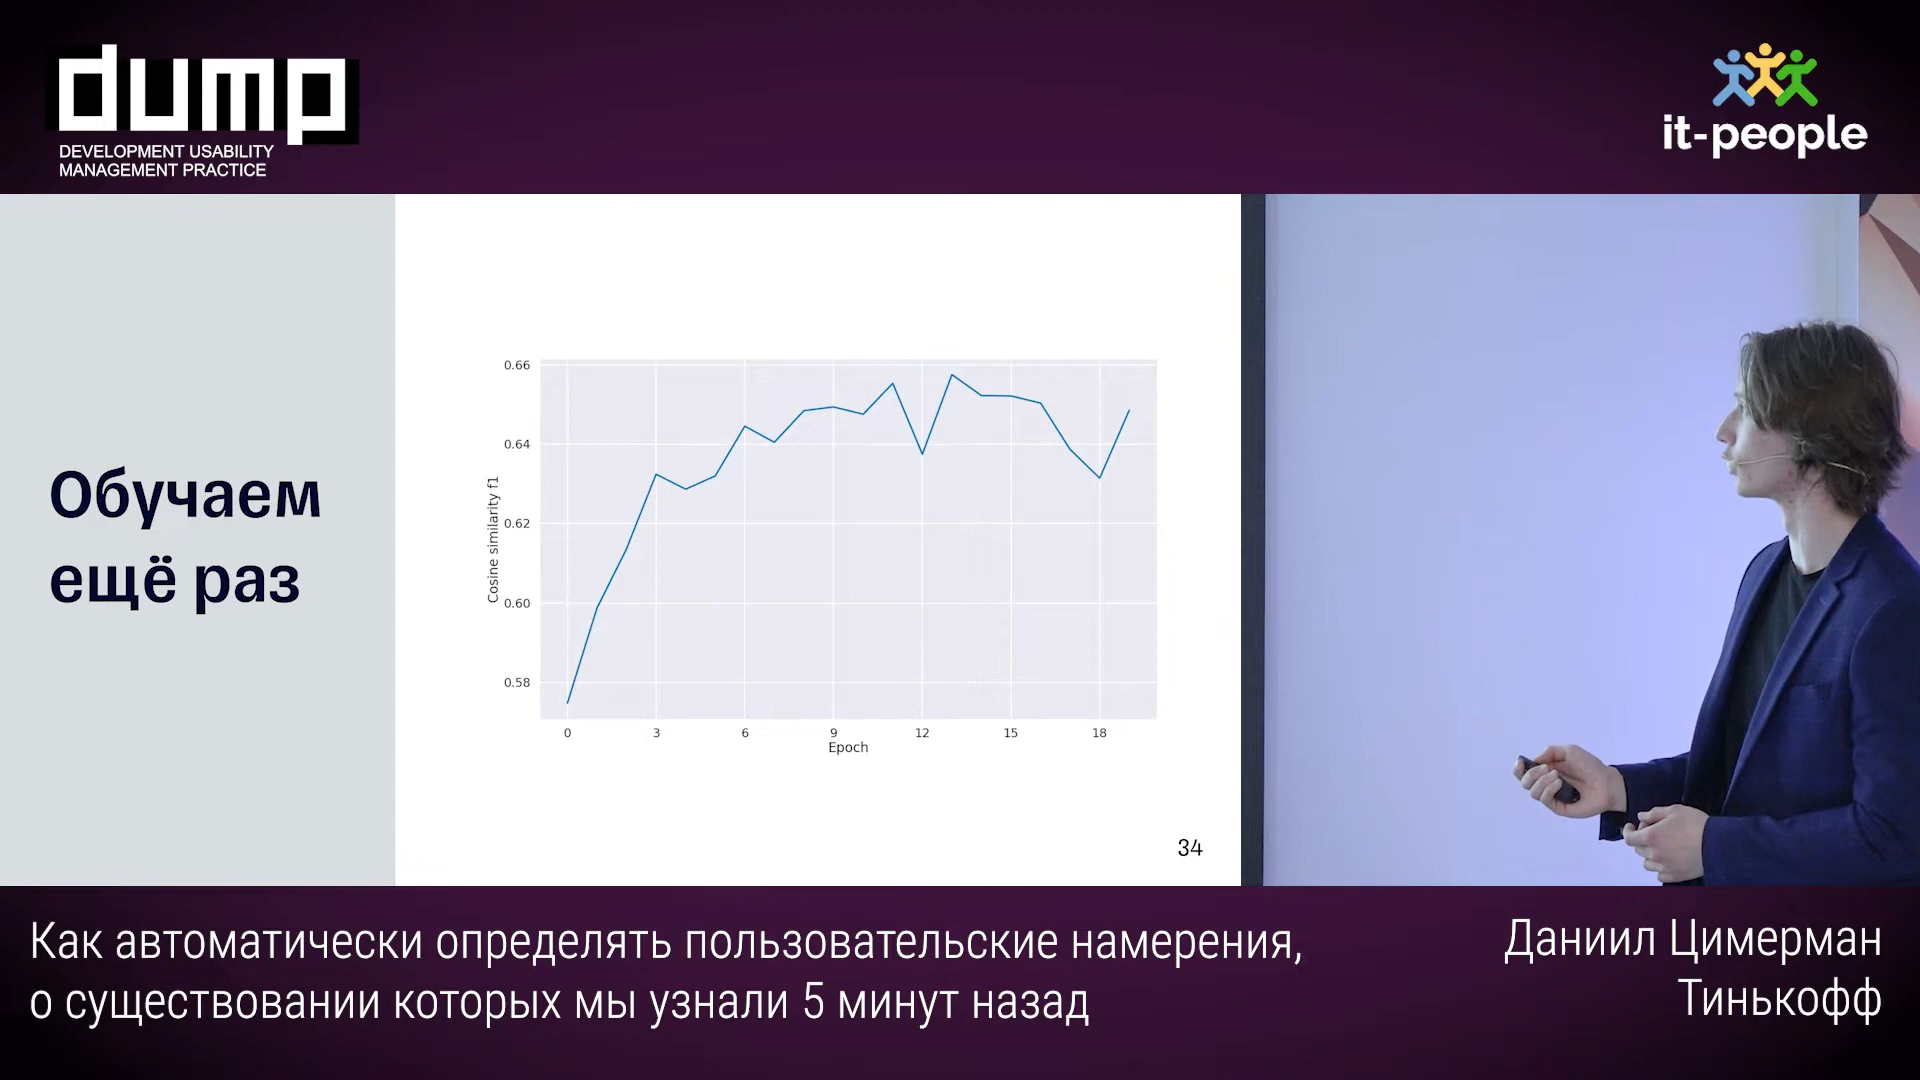 dump
DEVELOPMENT USABILITY
MANAGEMENT PRACTICE
it-people
Обучаем
ещё раз
0.66
0.64
0.62
0.60
0.58
Cosine similarity f1
0 3 6 9 12 15 18
Epoch
34
Как автоматически определять пользовательские намерения,
о существовании которых мы узнали 5 минут назад
Даниил Цимерман
Тинькофф